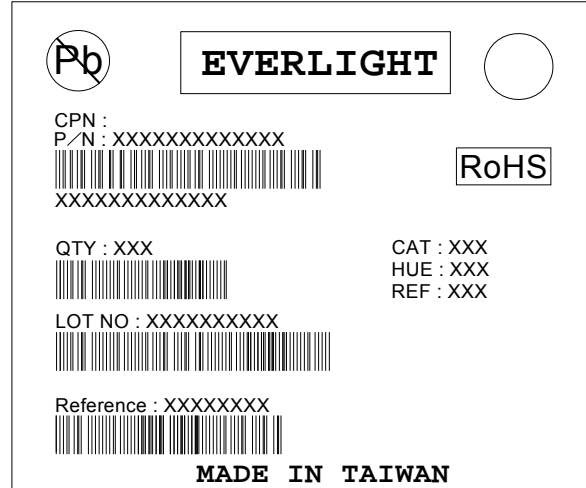 Pb
EVERLIGHT
CPN :
P/N : XXXXXXXXXXXXX
RoHS
XXXXXXXXXXXXX
QTY : XXX
CAT : XXX
HUE : XXX
REF : XXX
LOT NO : XXXXXXXXXX
Reference : XXXXXXXX
MADE IN TAIWAN